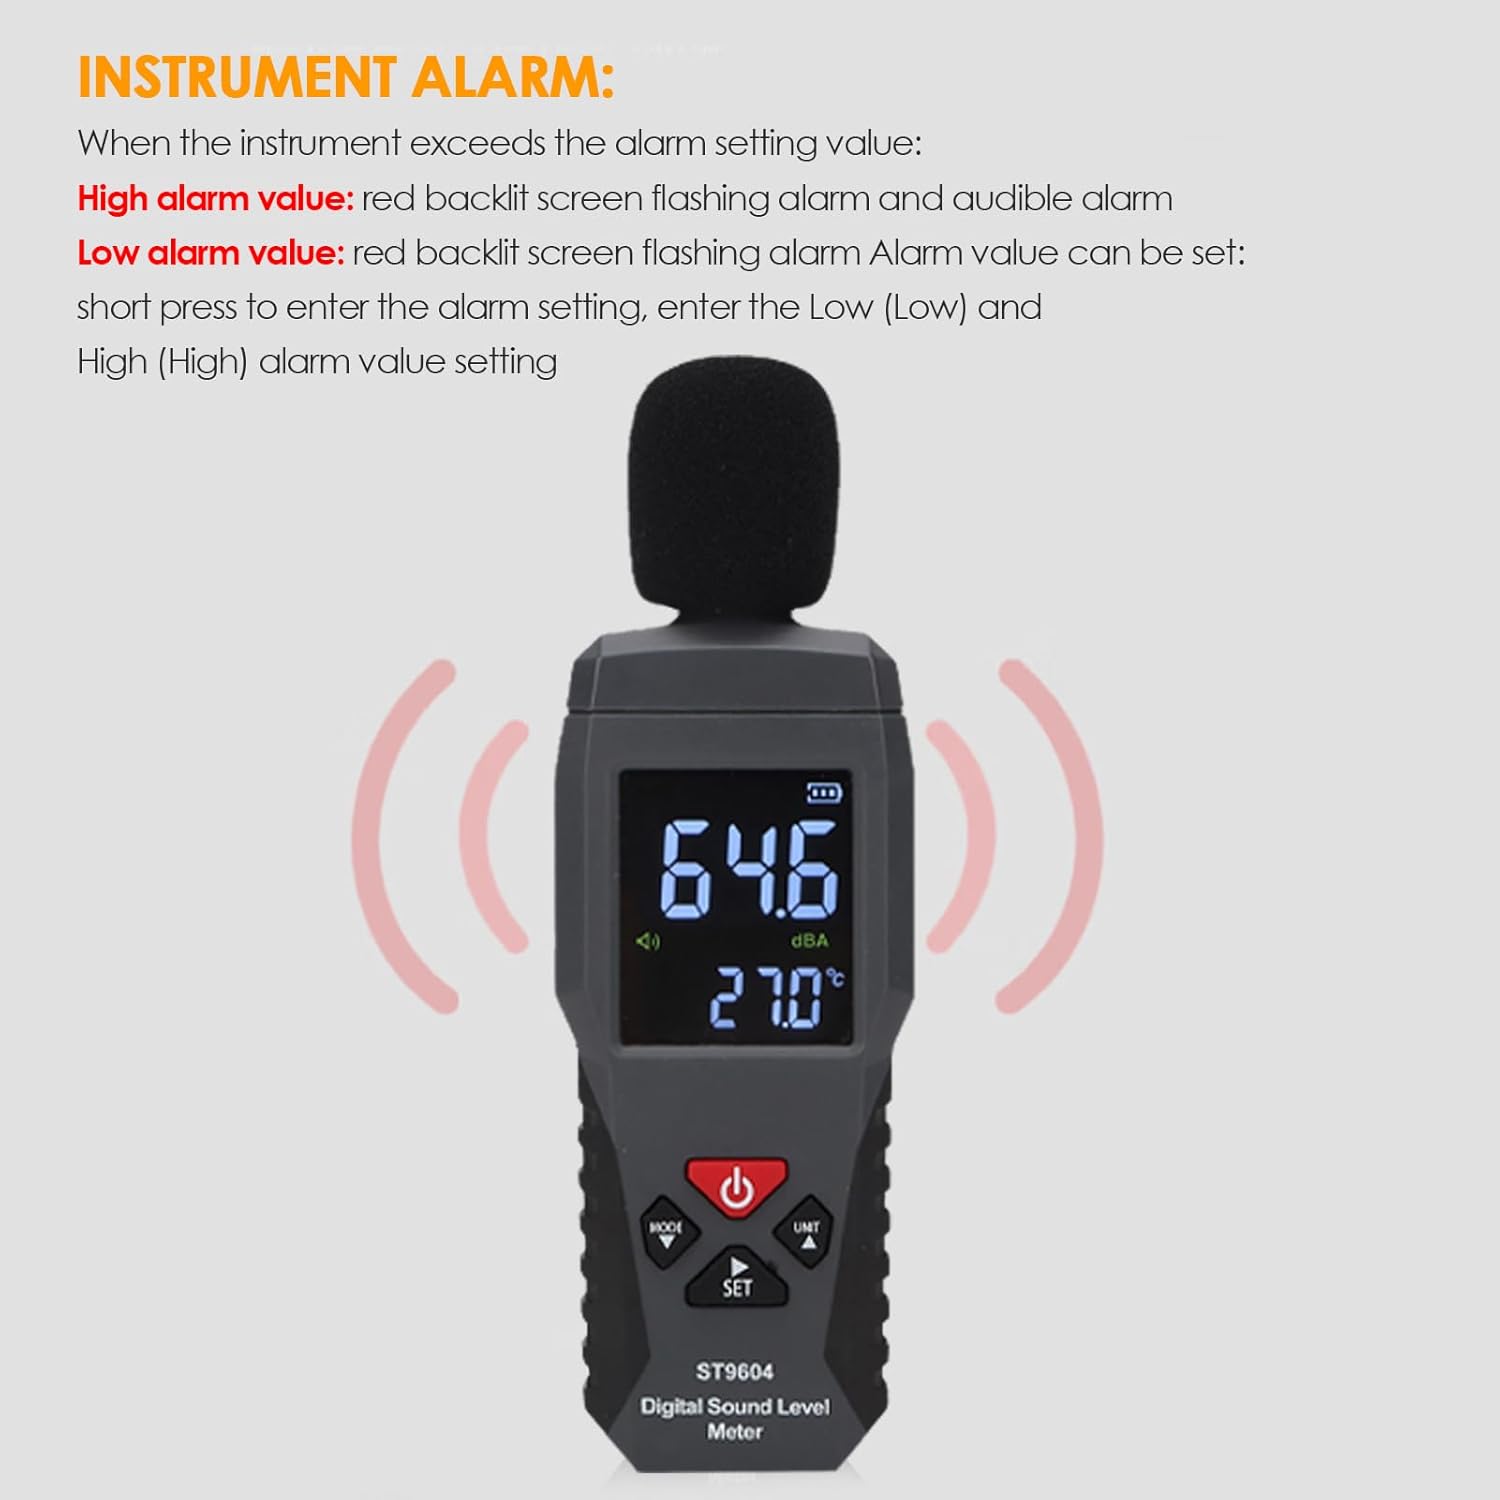 INSTRUMENT ALARM:
When the instrument exceeds the alarm setting value:
High alarm value: red backlit screen flashing alarm and audible alarm
Low alarm value: red backlit screen flashing alarm Alarm value can be set:
short press to enter the alarm setting, enter the Low (Low) and
High (High) alarm value setting
64.6
dBA
27.0°C
MODE
UNIT
SET
ST9604
Digital Sound Level
Meter